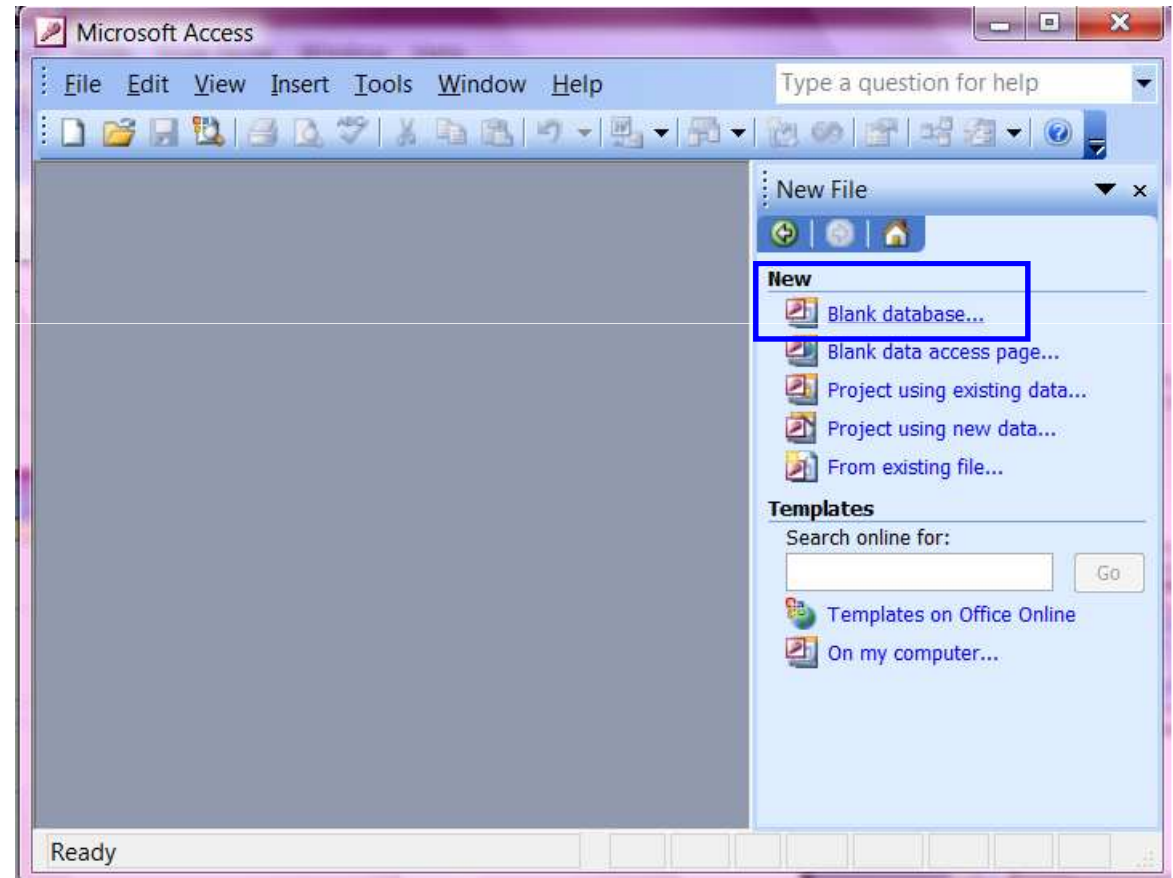 Microsoft Access
File Edit View Insert Tools Window Help Type a question for help
New File
New
Blank database...
Blank data access page...
Project using existing data...
Project using new data...
From existing file...
Templates
Search online for:
Go
Templates on Office Online
On my computer...
Ready